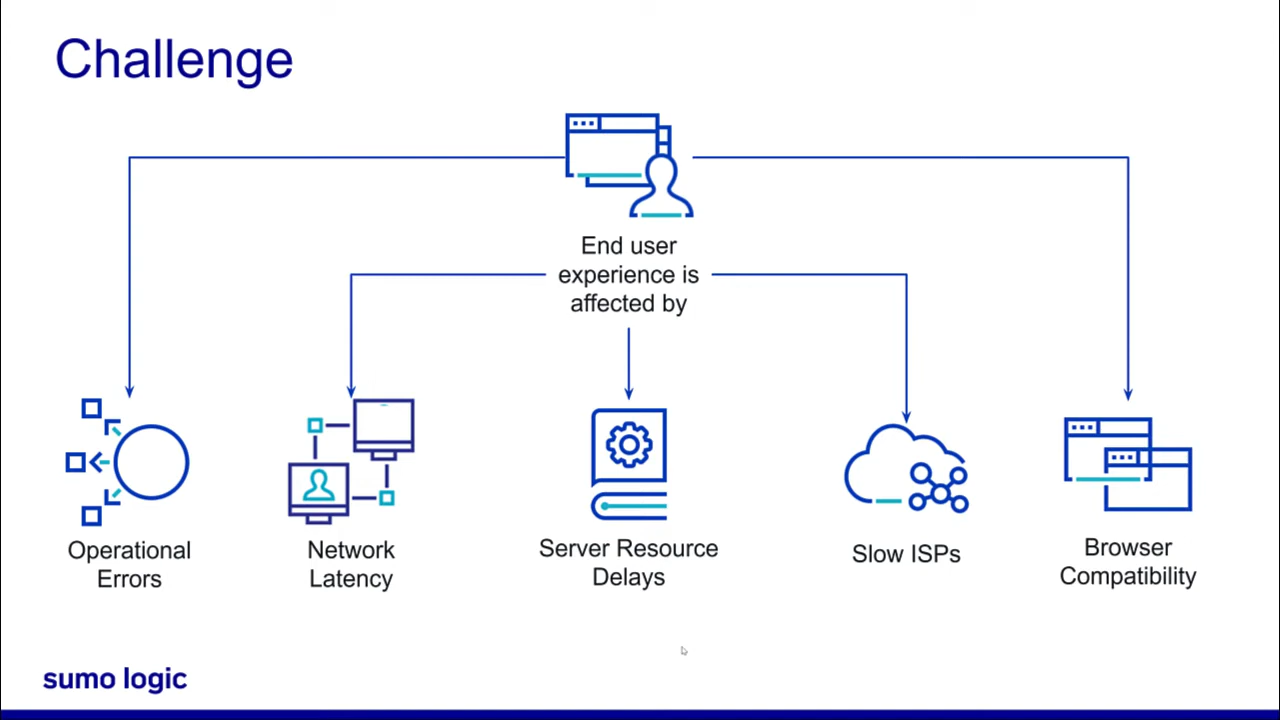 Challenge
End user
experience is
affected by
Operational
Errors
Network
Latency
Server Resource
Delays
Slow ISPs
Browser
Compatibility
sumo logic